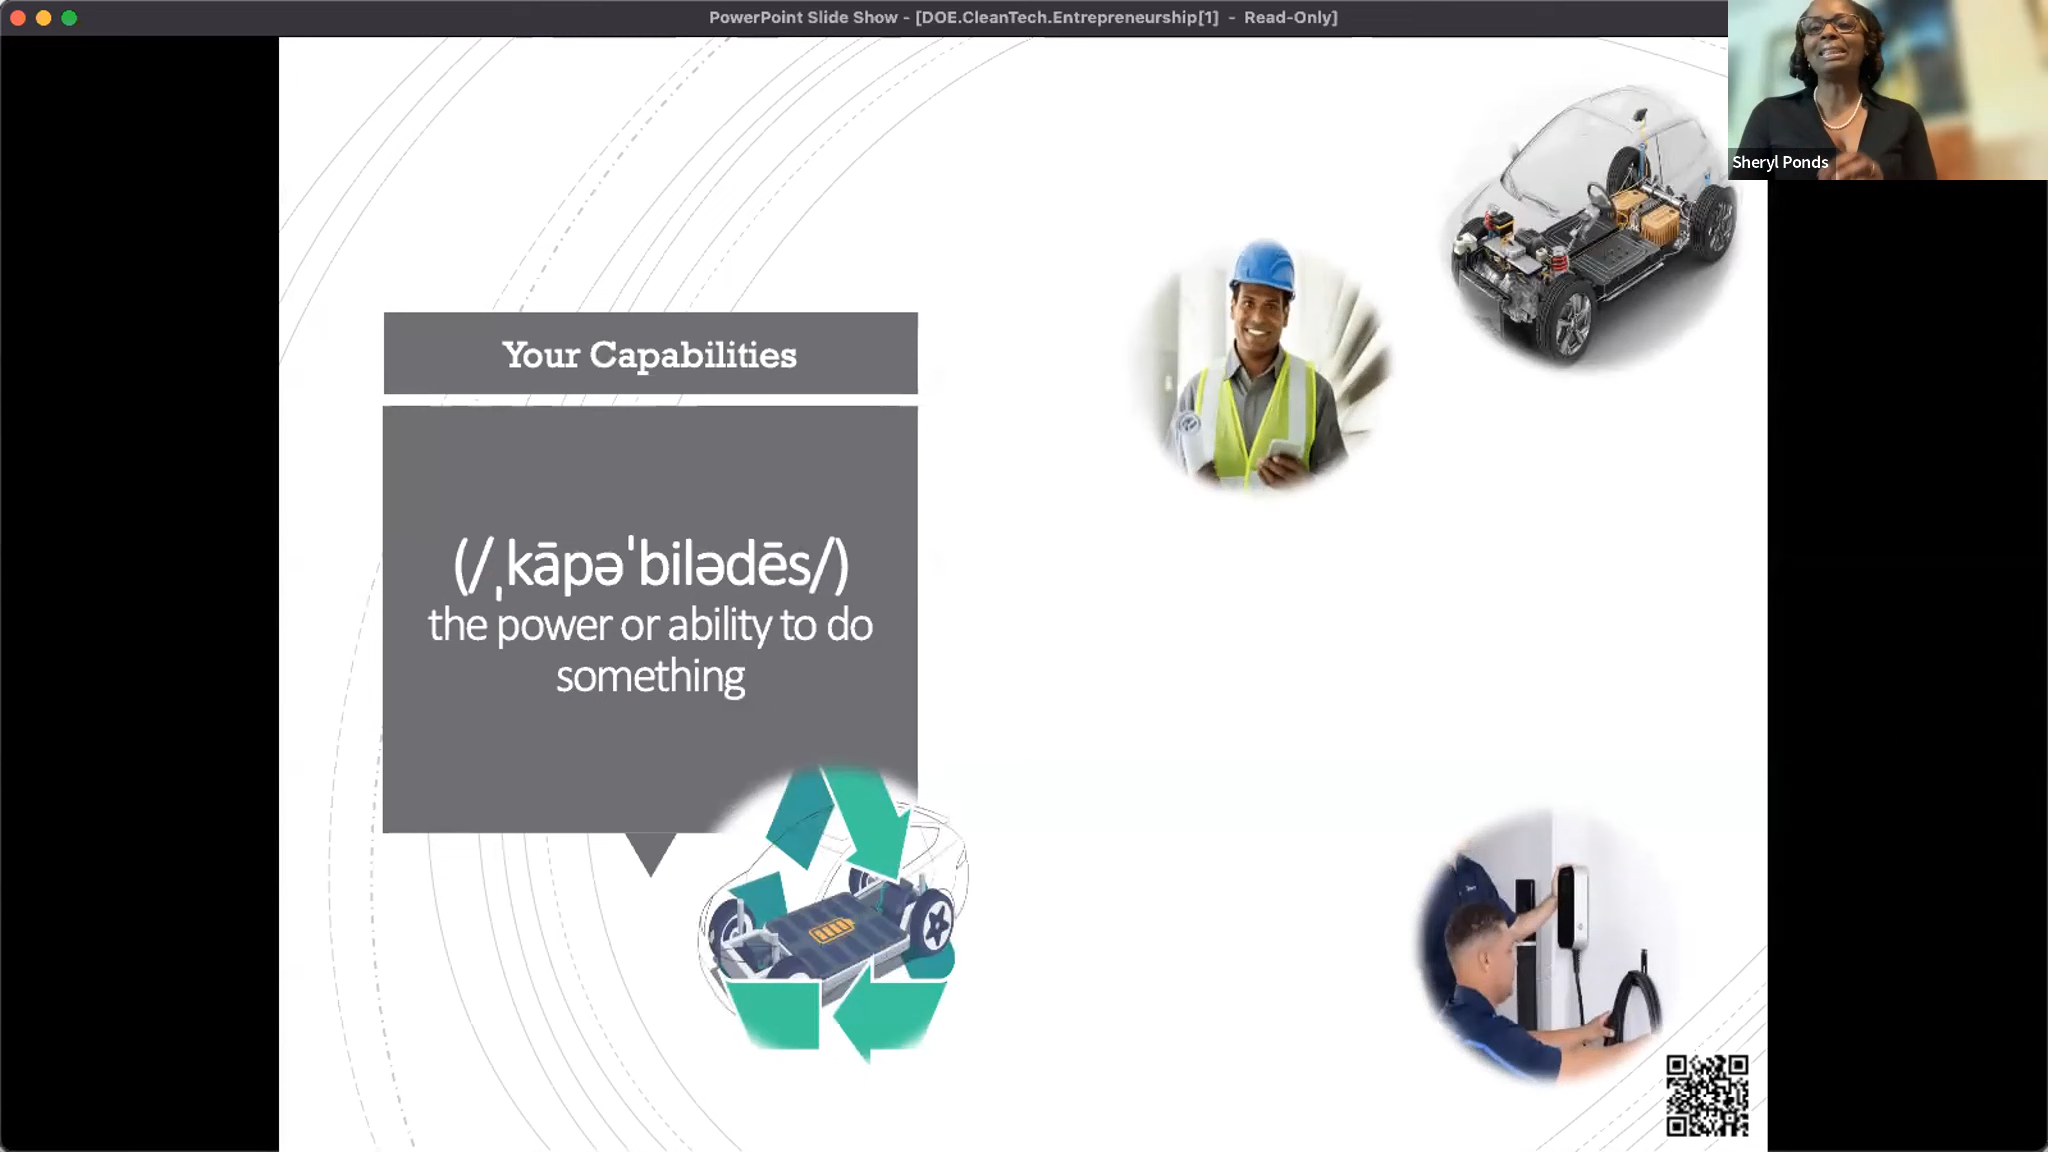 PowerPoint Slide Show - [DOE.CleanTech.Entrepreneurship[1] - Read-Only]
Sheryl Ponds
Your Capabilities
(/ˌkāpəˈbilədēs/)
the power or ability to do
something